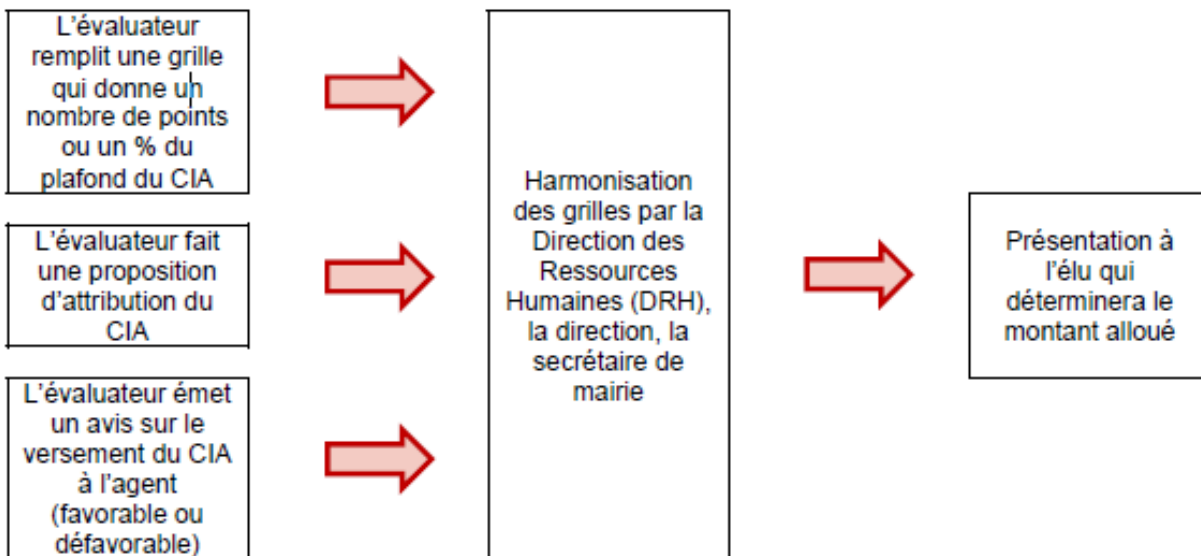 L'évaluateur
remplit une grille
qui donne un
nombre de points
ou un % du
plafond du CIA
L'évaluateur fait
une proposition
d'attribution du
CIA
L'évaluateur émet
un avis sur le
versement du CIA
à l'agent
(favorable ou
défavorable)
Harmonisation
des grilles par la
Direction des
Ressources
Humaines (DRH),
la direction, la
secrétaire de
mairie
Présentation à
l'élu qui
déterminera le
montant alloué